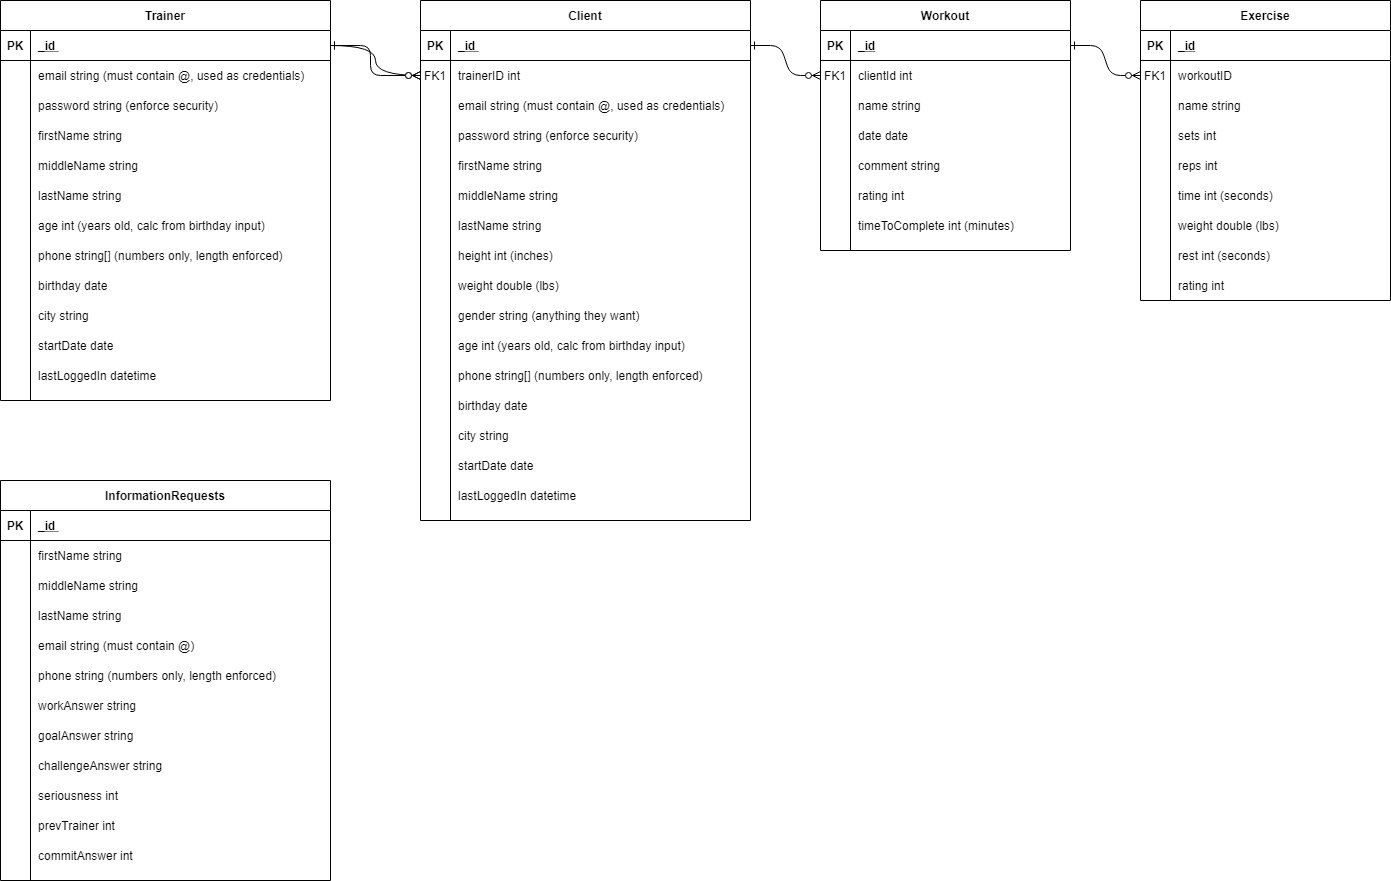 Trainer
PK _id
email string (must contain @, used as credentials)
password string (enforce security)
firstName string
middleName string
lastName string
age int (years old, calc from birthday input)
phone string[] (numbers only, length enforced)
birthday date
city string
startDate date
lastLoggedIn datetime
Client
PK _id
FK1 trainerID int
email string (must contain @, used as credentials)
password string (enforce security)
firstName string
middleName string
lastName string
height int (inches)
weight double (lbs)
gender string (anything they want)
age int (years old, calc from birthday input)
phone string[] (numbers only, length enforced)
birthday date
city string
startDate date
lastLoggedIn datetime
Workout
PK _id
FK1 clientId int
name string
date date
comment string
rating int
timeToComplete int (minutes)
Exercise
PK _id
FK1 workoutID
name string
sets int
reps int
time int (seconds)
weight double (lbs)
rest int (seconds)
rating int
InformationRequests
PK _id
firstName string
middleName string
lastName string
email string (must contain @)
phone string (numbers only, length enforced)
workAnswer string
goalAnswer string
challengeAnswer string
seriousness int
prevTrainer int
commitAnswer int